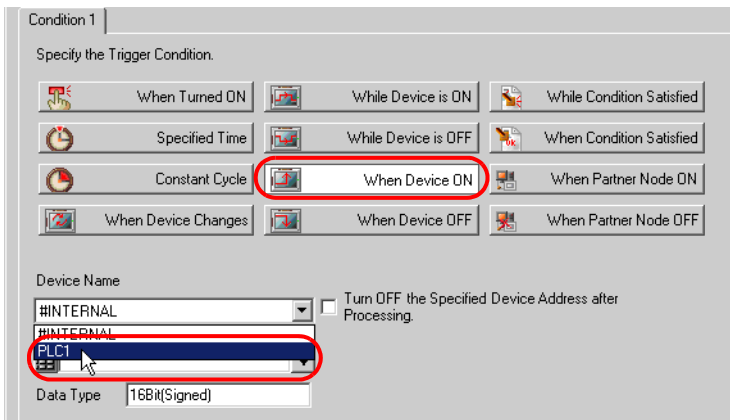 Condition 1
Specify the Trigger Condition.
When Turned ON
While Device is ON
While Condition Satisfied
Specified Time
While Device is OFF
When Condition Satisfied
Constant Cycle
When Device ON
When Partner Node ON
When Device Changes
When Device OFF
When Partner Node OFF
Device Name
#INTERNAL
Turn OFF the Specified Device Address after
Processing.
#INTERNAL
PLC1
Data Type
16Bit(Signed)